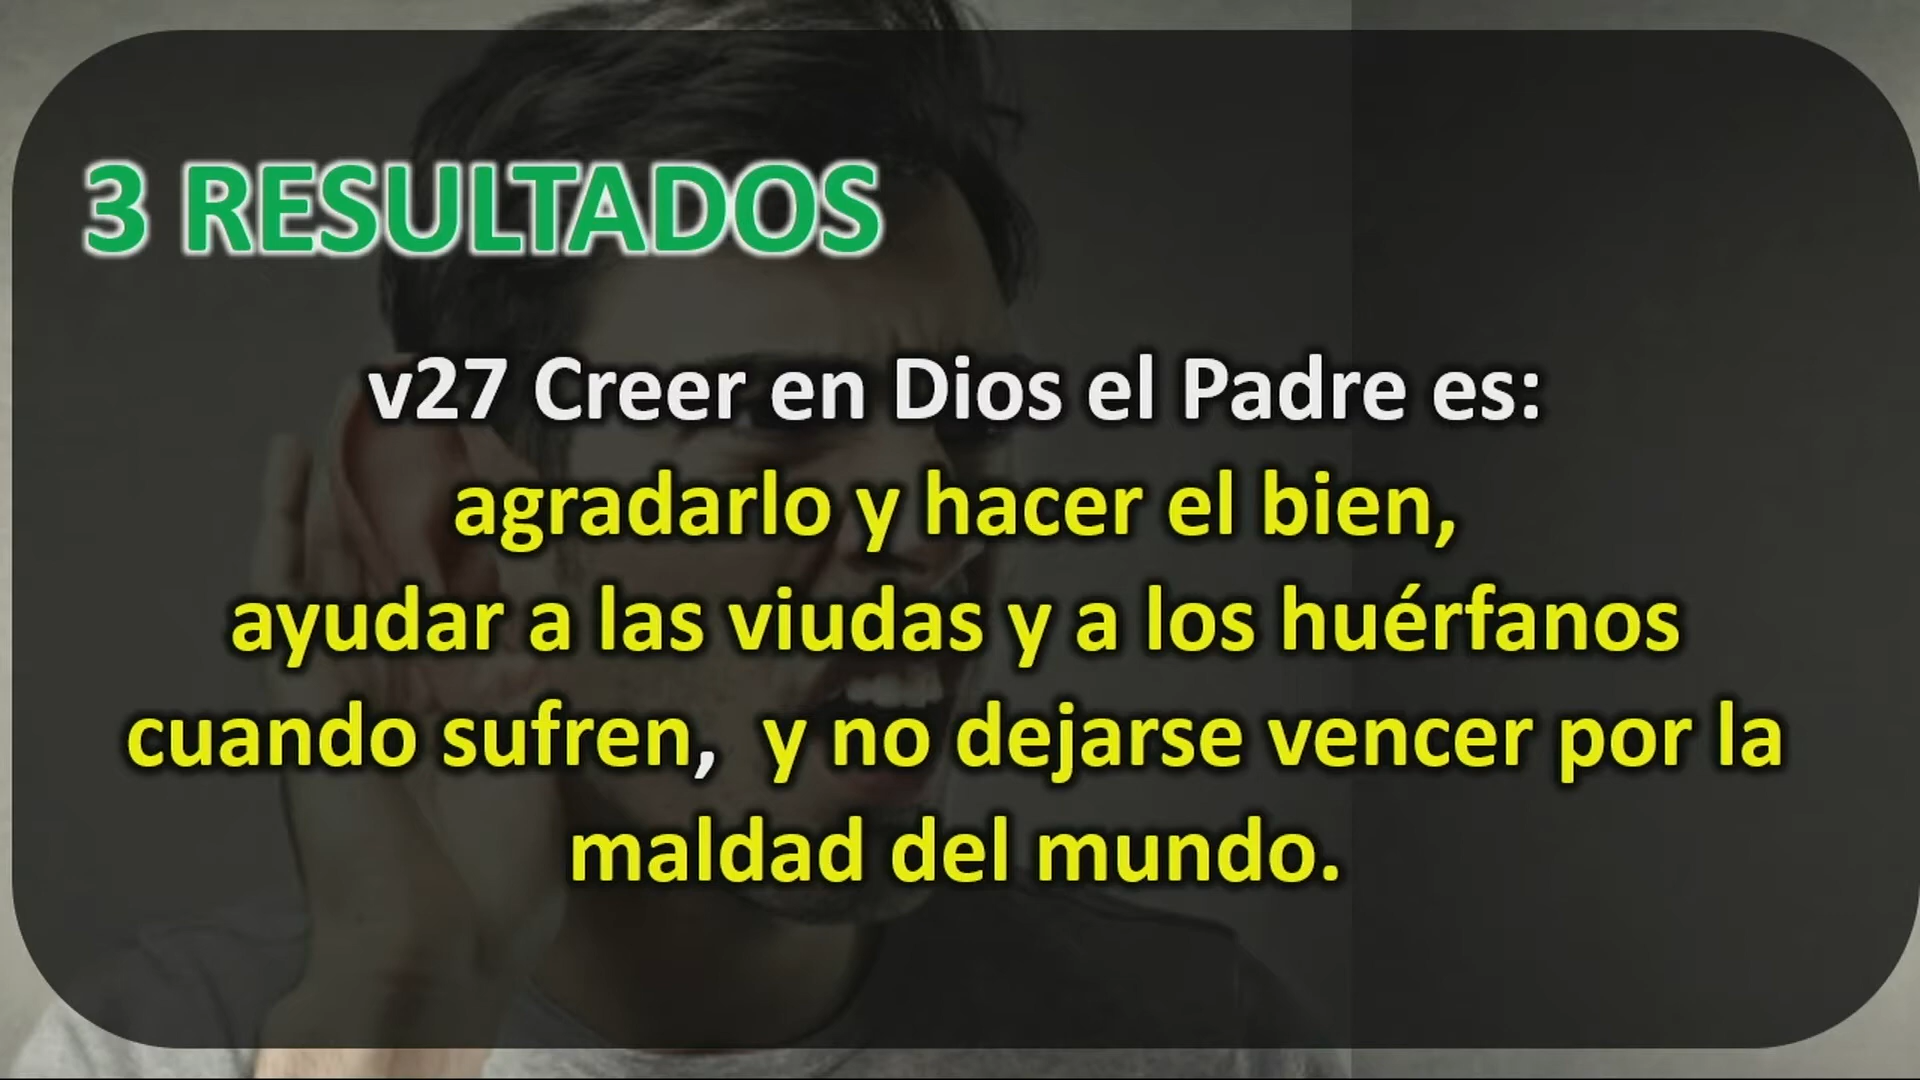 3 RESULTADOS
v27 Creer en Dios el Padre es:
agradarlo y hacer el bien,
ayudar a las viudas y a los huérfanos
cuando sufren, y no dejarse vencer por la
maldad del mundo.